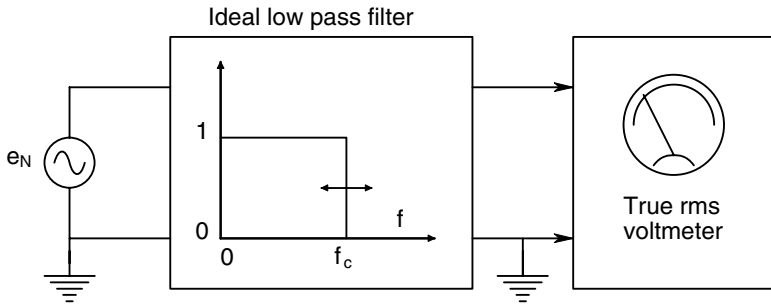 Ideal low pass filter
1
e_N
f
0
0
f_c
True rms
voltmeter